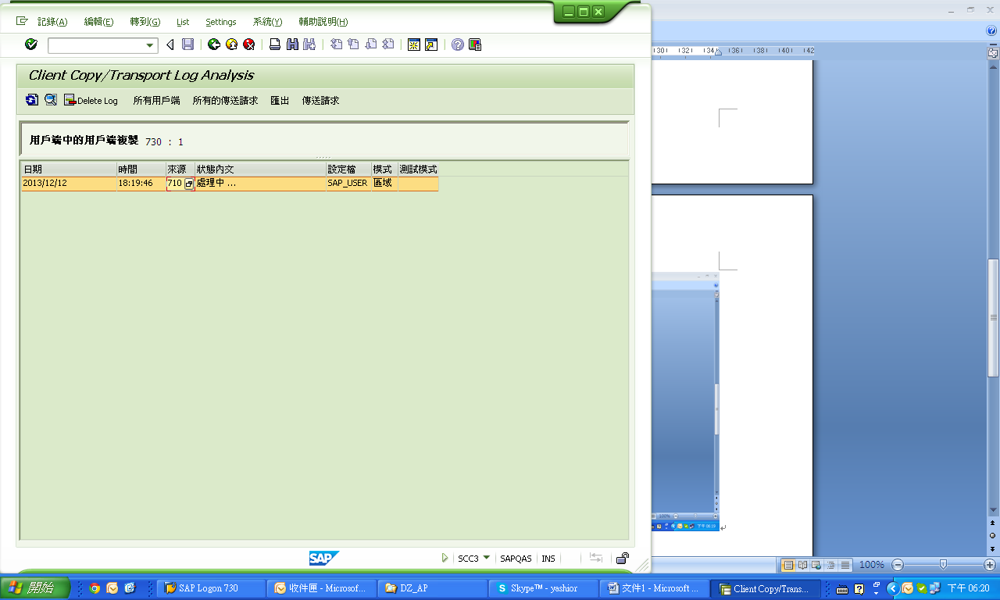 記錄(A) 編輯(E) 轉到(G) List Settings 系統(Y) 輔助說明(H)
Client Copy/Transport Log Analysis
Delete Log 所有用戶端 所有的傳送請求 匯出 傳送請求
用戶端中的用戶端複製 730 : 1
日期 時間 來源 狀態內文 設定檔 模式 測試模式
2013/12/12 18:19:46 710 處理中 ... SAP_USER 區域
SAP SCC3 SAPQAS INS
30 32 34 36 38 40 42
100%
下午 06:19
100%
開始 SAP Logon 730 收件匣 - Microsof... DZ_AP Skype™ - yashior 文件1 - Microsoft ... Client Copy/Trans... 下午 06:20